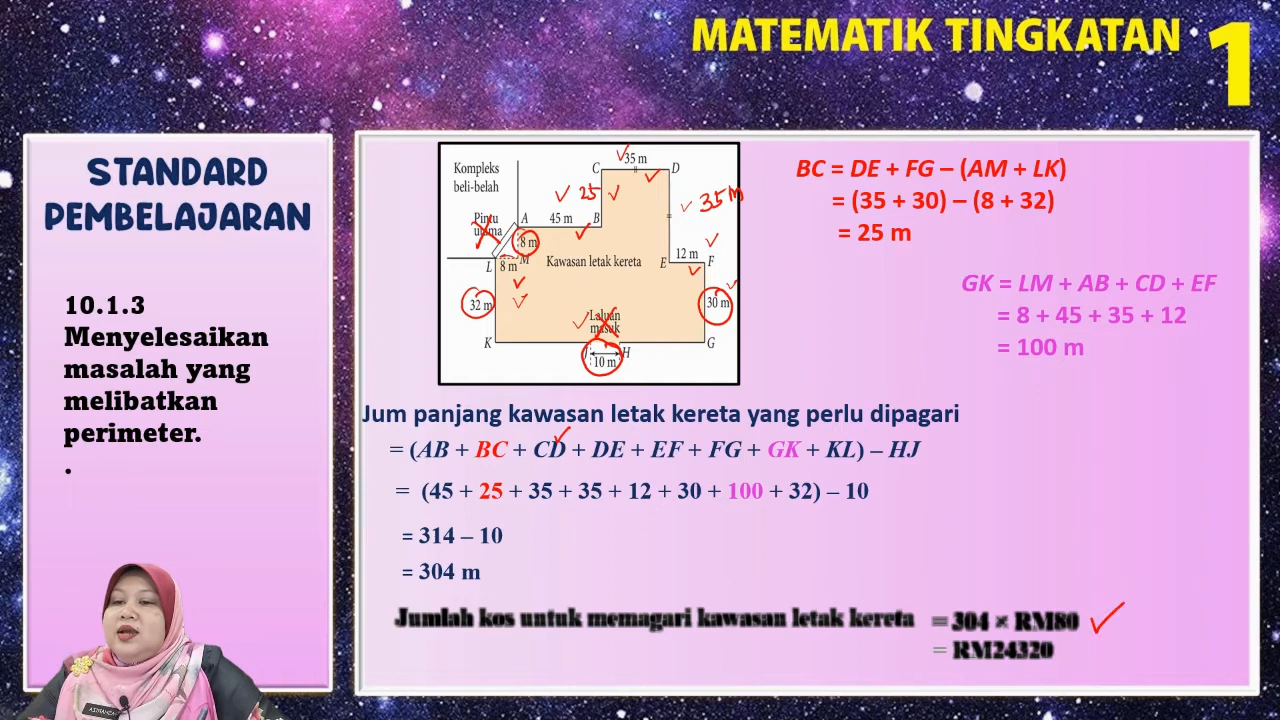 MATEMATIK TINGKATAN 1
STANDARD
PEMBELAJARAN
10.1.3
Menyelesaikan
masalah yang
melibatkan
perimeter.
.
Kompleks
beli-belah
Pintu
utama
C
35 m
D
25
35 m
A
45 m
B
8 m
12 m
L
8 m
M
Kawasan letak kereta
E
F
32 m
30 m
Laluan
masuk
K
J
H
G
10 m
BC = DE + FG – (AM + LK)
= (35 + 30) – (8 + 32)
= 25 m
GK = LM + AB + CD + EF
= 8 + 45 + 35 + 12
= 100 m
Jum panjang kawasan letak kereta yang perlu dipagari
= (AB + BC + CD + DE + EF + FG + GK + KL) – HJ
= (45 + 25 + 35 + 35 + 12 + 30 + 100 + 32) – 10
= 314 – 10
= 304 m
Jumlah kos untuk memagari kawasan letak kereta = 304 × RM80
= RM24320